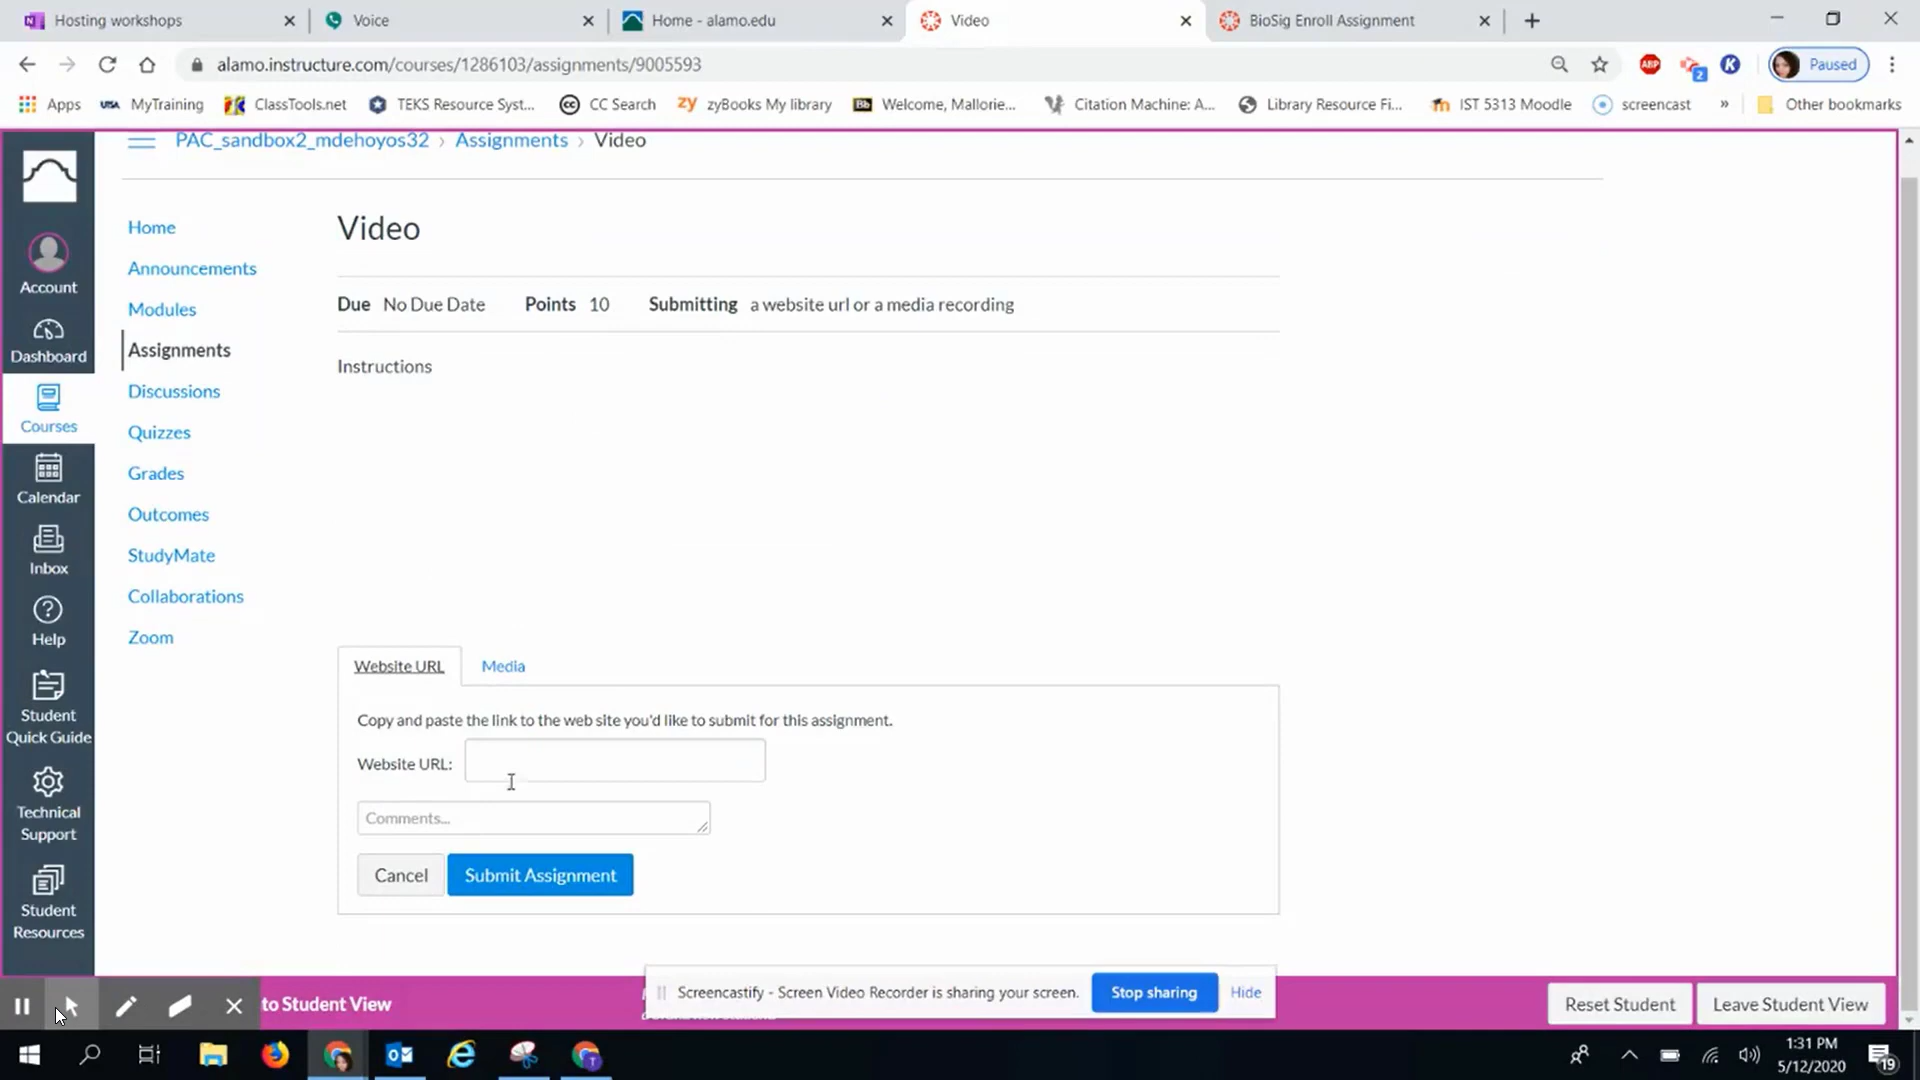 Hosting workshops
Voice
Home - alamo.edu
Video
BioSig Enroll Assignment
alamo.instructure.com/courses/1286103/assignments/9005593
ABP
2
K
Paused
Apps
USA MyTraining
ClassTools.net
TEKS Resource Syst...
CC Search
zyBooks My library
Bb Welcome, Mallorie...
Citation Machine: A...
Library Resource Fi...
IST 5313 Moodle
screencast
»
Other bookmarks
PAC_sandbox2_mdehoyos32 › Assignments › Video
Account
Dashboard
Courses
Calendar
Inbox
Help
Student
Quick Guide
Technical
Support
Student
Resources
Home
Announcements
Modules
Assignments
Discussions
Quizzes
Grades
Outcomes
StudyMate
Collaborations
Zoom
Video
Due No Due Date Points 10 Submitting a website url or a media recording
Instructions
Website URL Media
Copy and paste the link to the web site you'd like to submit for this assignment.
Website URL:
Comments...
Cancel Submit Assignment
to Student View
Screencastify - Screen Video Recorder is sharing your screen. Stop sharing Hide
Reset Student Leave Student View
1:31 PM
5/12/2020
19